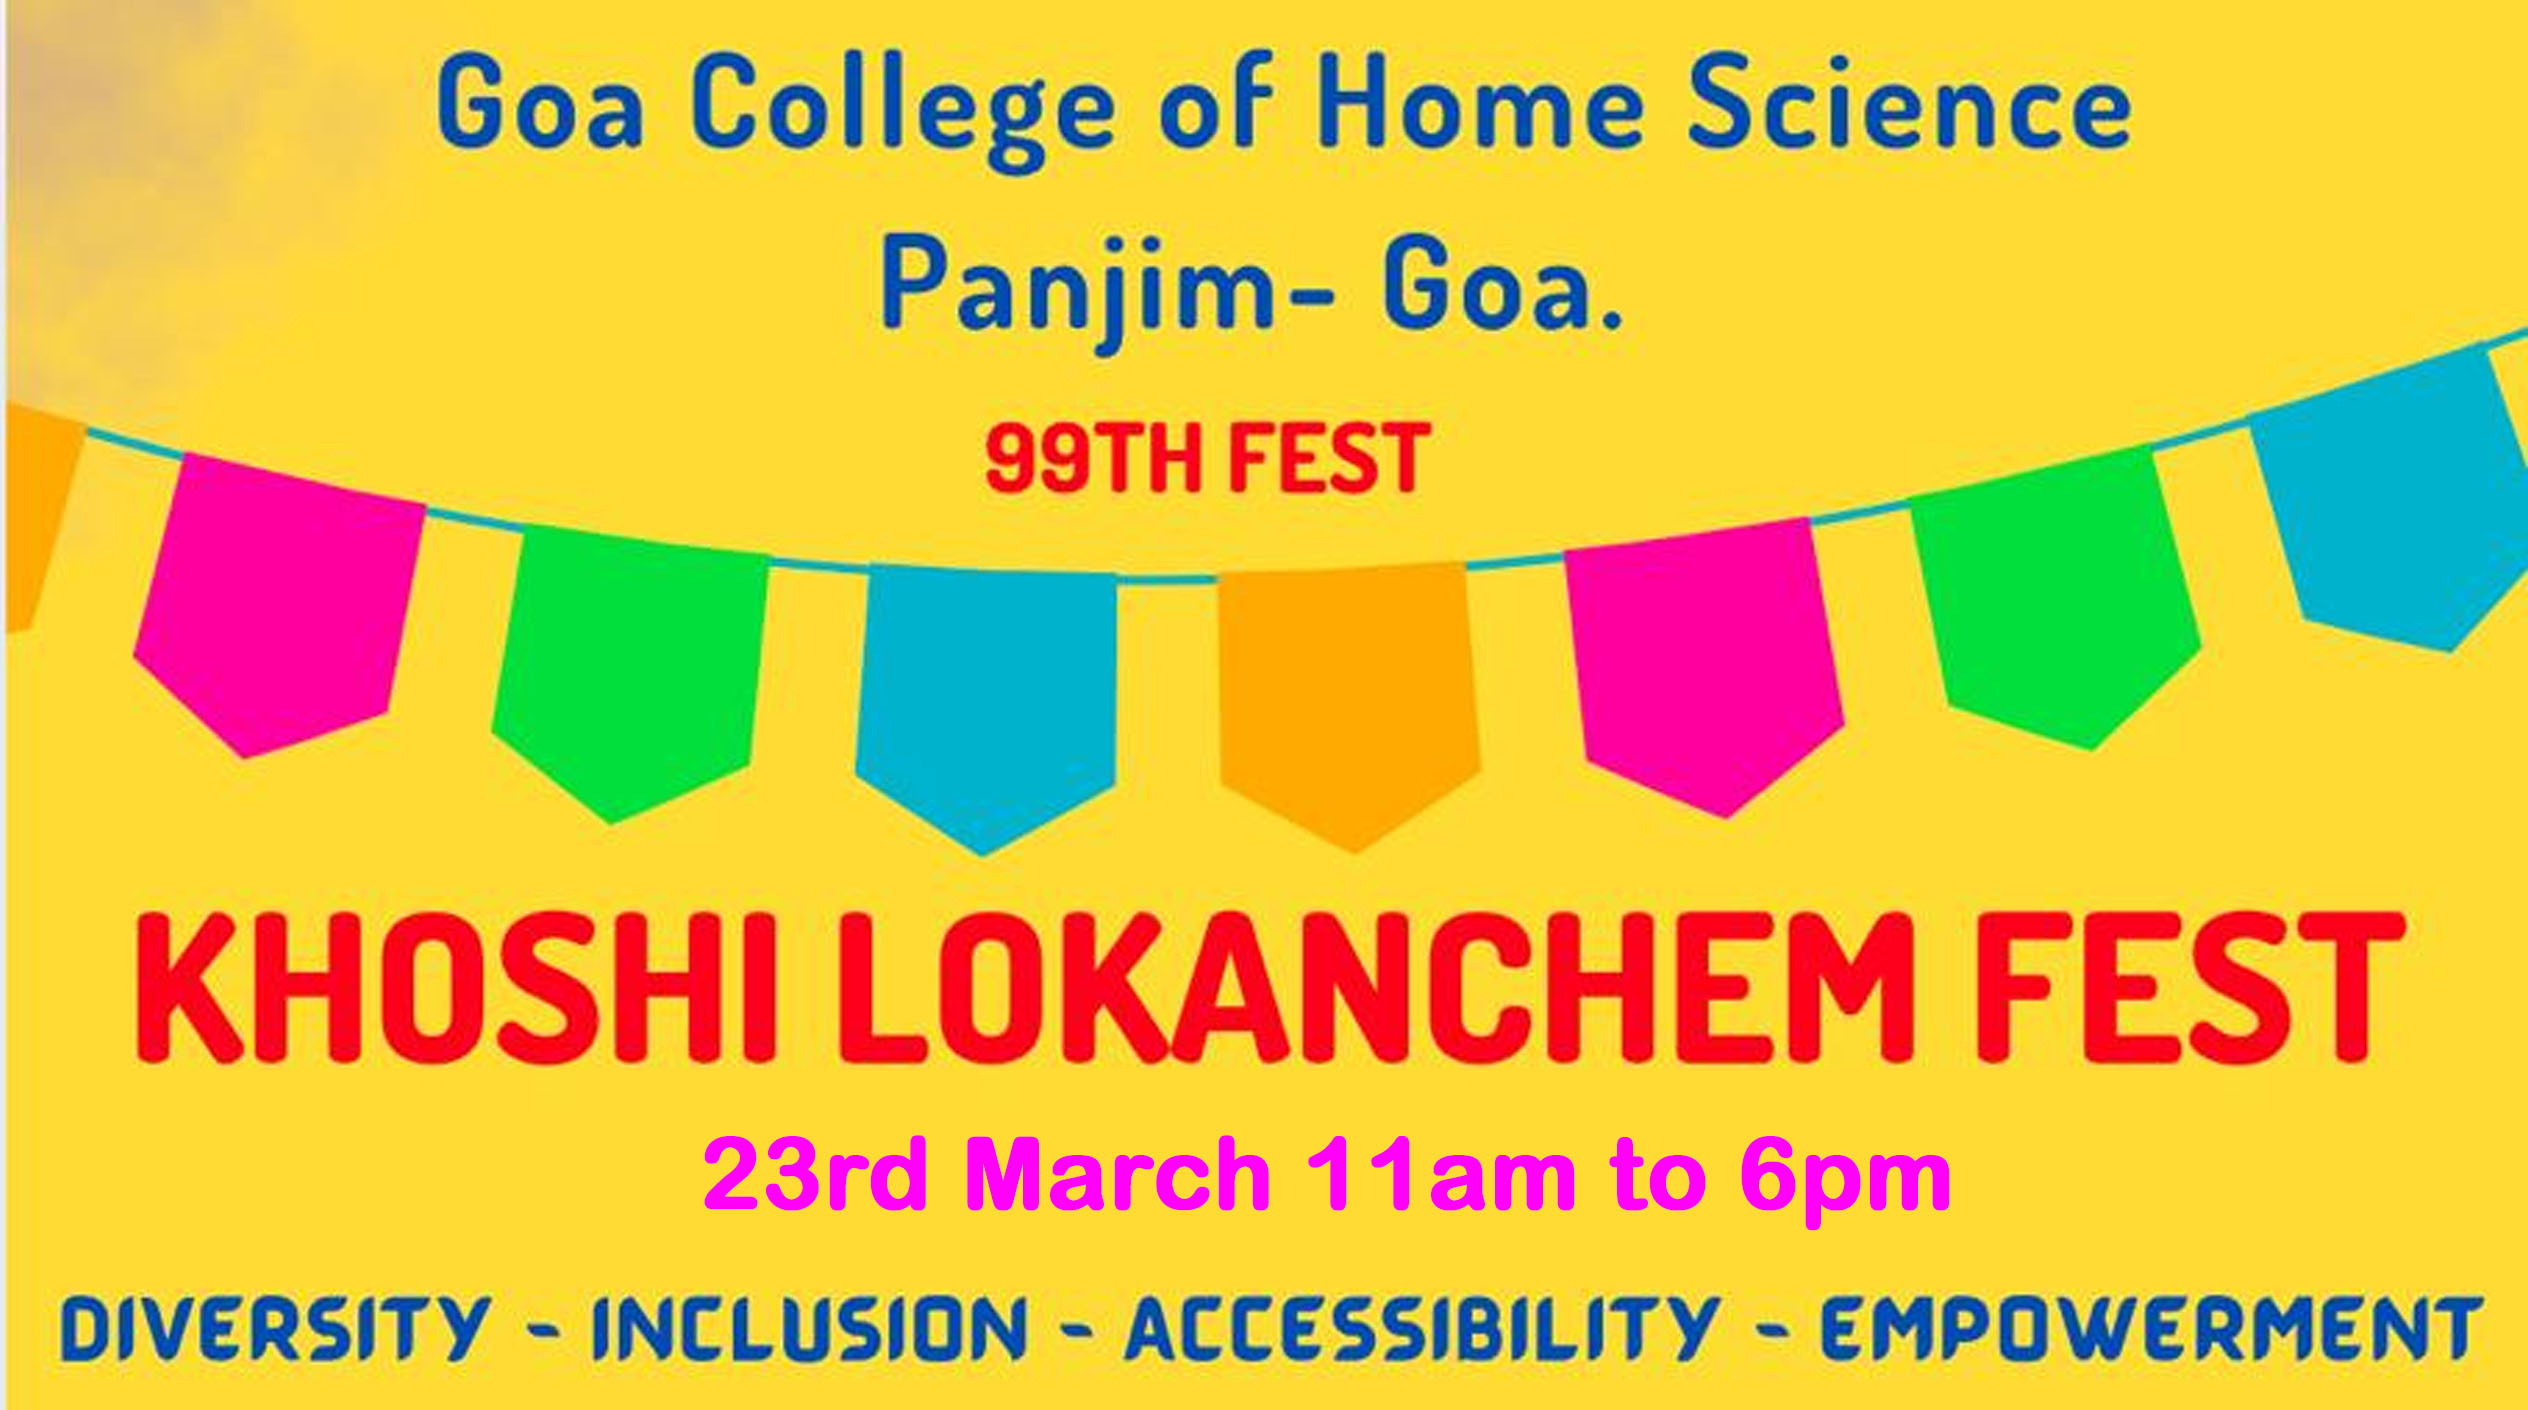 Goa College of Home Science
Panjim- Goa.
99TH FEST
KHOSHI LOKANCHEM FEST
23rd March 11am to 6pm
DIVERSITY - INCLUSION - ACCESSIBILITY - EMPOWERMENT